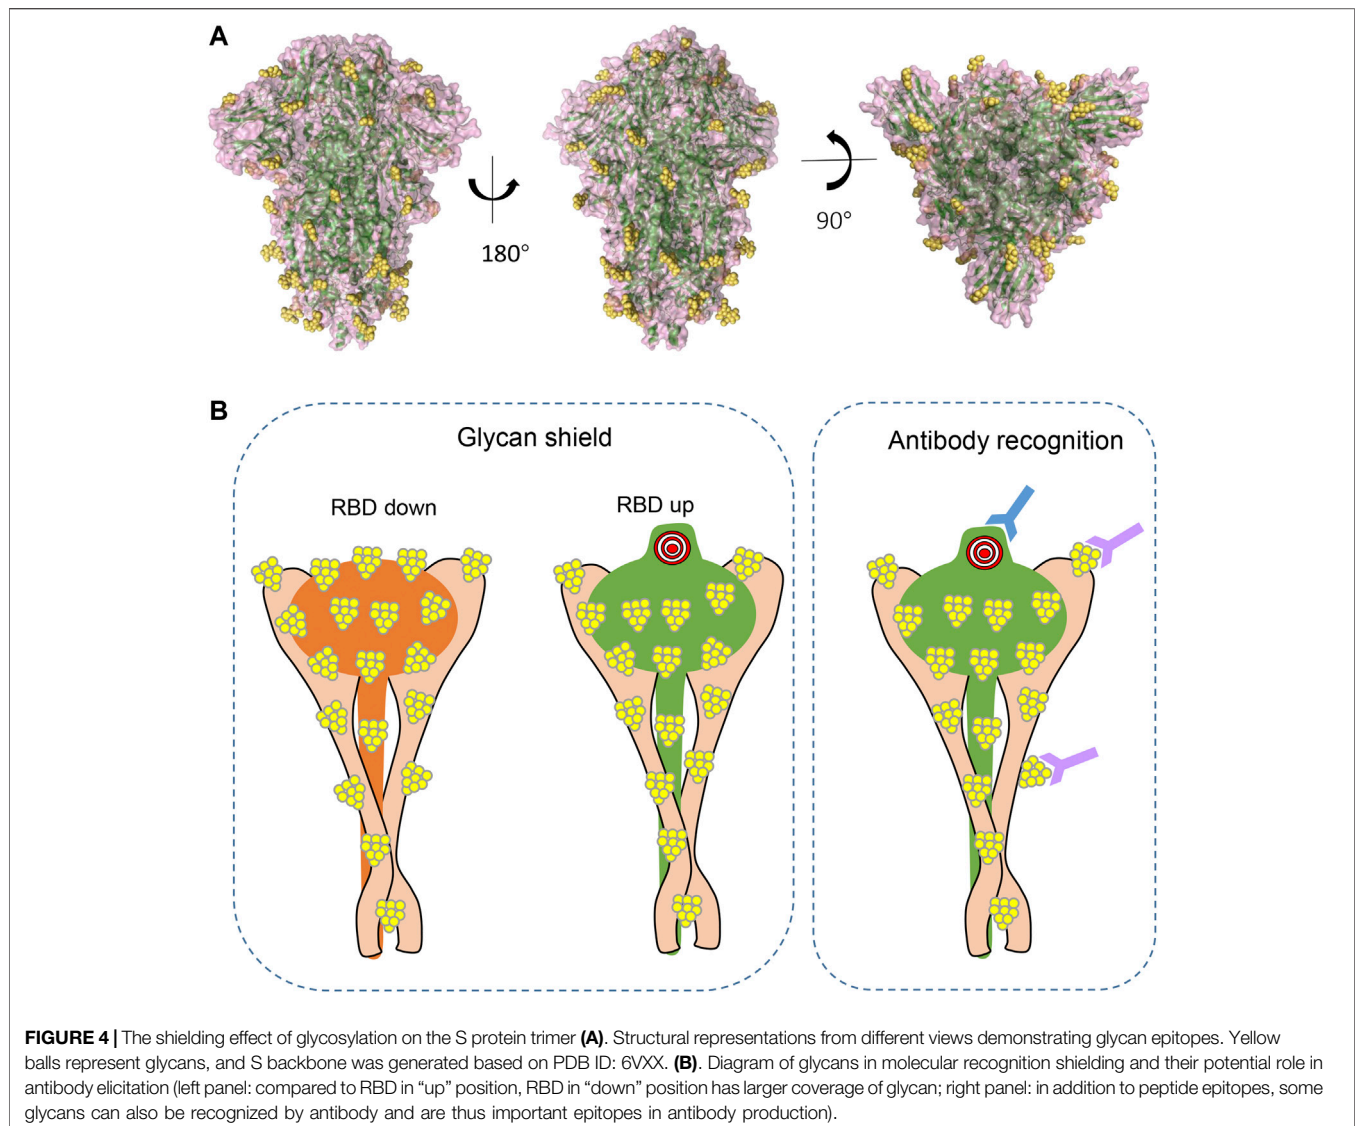 A
180°
90°
B
Glycan shield
Antibody recognition
RBD down
RBD up
FIGURE 4 | The shielding effect of glycosylation on the S protein trimer (A). Structural representations from different views demonstrating glycan epitopes. Yellow
balls represent glycans, and S backbone was generated based on PDB ID: 6VXX. (B). Diagram of glycans in molecular recognition shielding and their potential role in
antibody elicitation (left panel: compared to RBD in “up” position, RBD in “down” position has larger coverage of glycan; right panel: in addition to peptide epitopes, some
glycans can also be recognized by antibody and are thus important epitopes in antibody production).